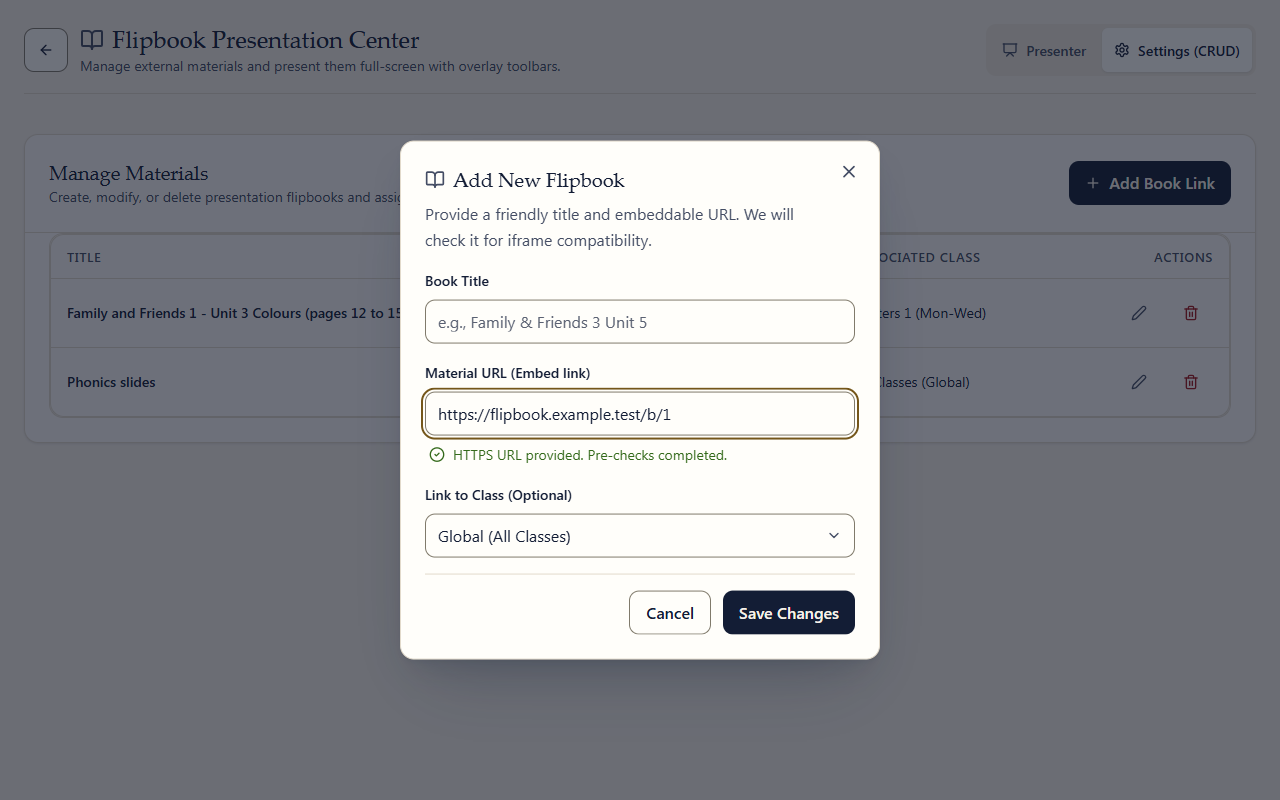 Flipbook Presentation Center
Manage external materials and present them full-screen with overlay toolbars.
Presenter
Settings (CRUD)
Manage Materials
Create, modify, or delete presentation flipbooks and
Add Book Link
TITLE
CLASS
ACTIONS
Family and Friends 1 - Unit 3 Colours (pages 12 to 15
1 (Mon-Wed)
Phonics slides
Classes (Global)
Add New Flipbook
Provide a friendly title and embeddable URL. We will
check it for iframe compatibility.
Book Title
e.g., Family & Friends 3 Unit 5
Material URL (Embed link)
https://flipbook.example.test/b/1
HTTPS URL provided. Pre-checks completed.
Link to Class (Optional)
Global (All Classes)
Cancel
Save Changes